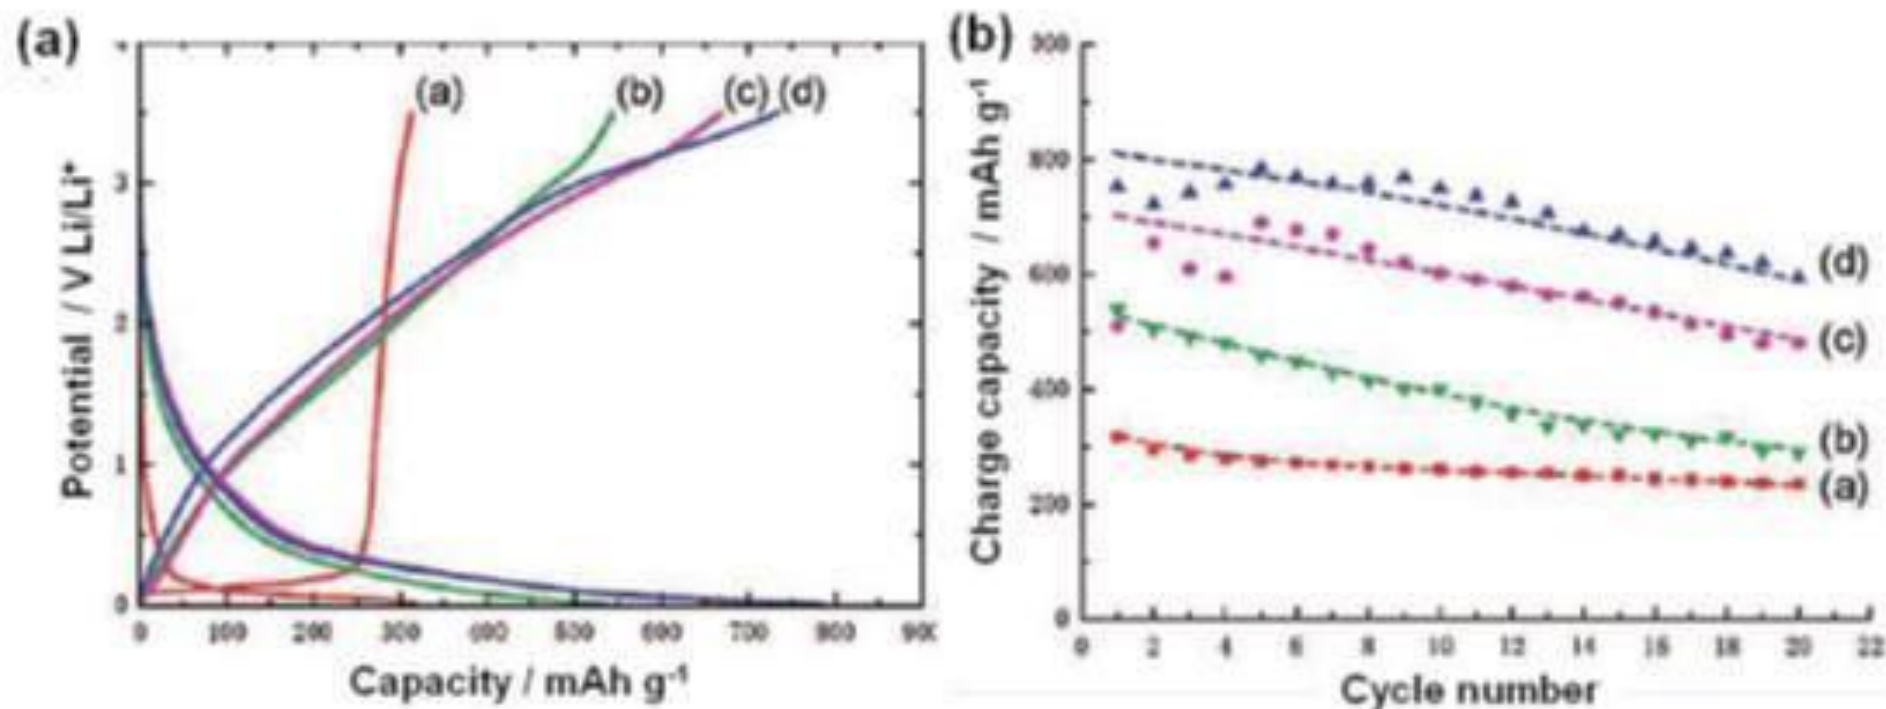 (a)
(a)
(b)
(c) (d)
Potential / V Li/Li⁺
3
2
1
0
0 100 200 300 400 500 600 700 800
Capacity / mAh g⁻¹
(b)
Charge capacity / mAh g⁻¹
800
600
400
200
0
(d)
(c)
(b)
(a)
0 2 4 6 8 10 12 14 16 18 20 22
Cycle number